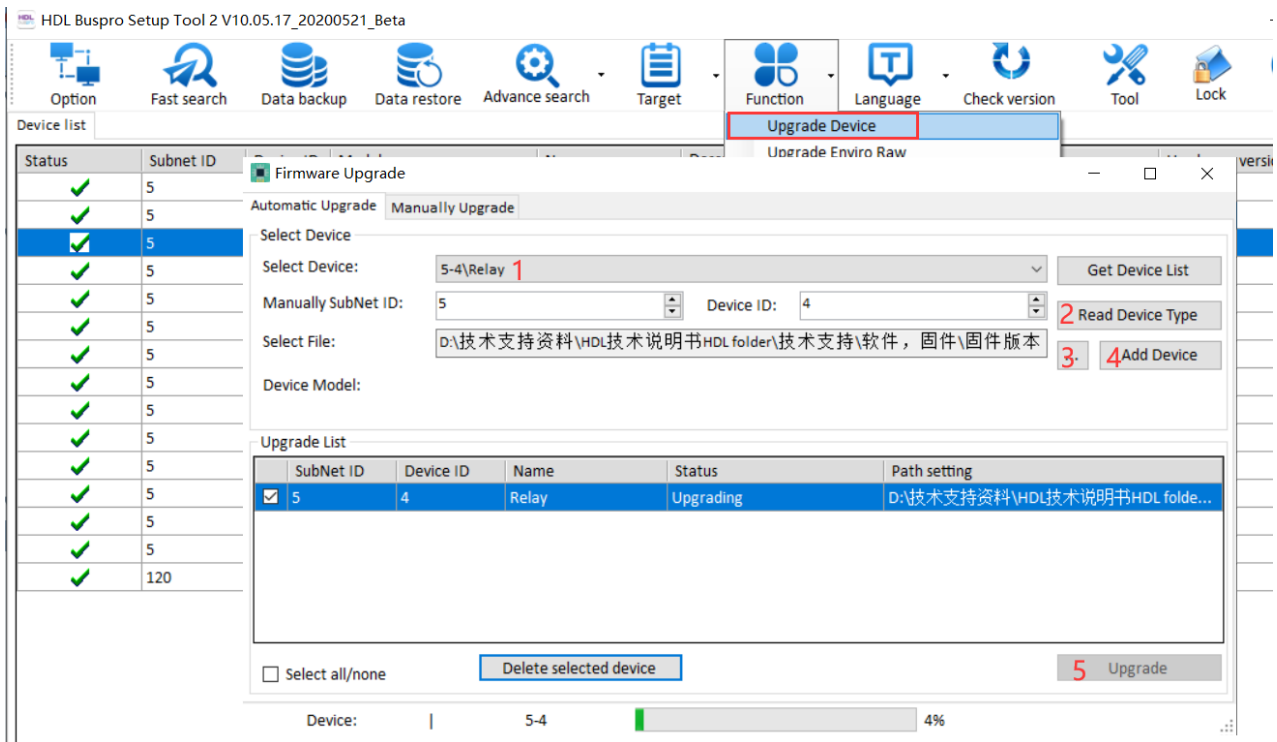 HDL Buspro Setup Tool 2 V10.05.17_20200521_Beta
Option Fast search Data backup Data restore Advance search Target Function Language Check version Tool Lock
Device list
Upgrade Device
Upgrade Enviro Raw
Status Subnet ID
Firmware Upgrade
5
Automatic Upgrade Manually Upgrade
5
Select Device
5
Select Device: 5-4\Relay 1 Get Device List
5
Manually SubNet ID: 5 Device ID: 4 2 Read Device Type
5
5
Select File: D:\技术支持资料\HDL技术说明书HDL folder\技术支持\软件，固件\固件版本
5
3 4 Add Device
5
Device Model:
5
5
Upgrade List
5
SubNet ID Device ID Name Status Path setting
5
5 4 Relay Upgrading D:\技术支持资料\HDL技术说明书HDL folde...
5
5
120
Select all/none Delete selected device 5 Upgrade
Device: | 5-4 4%